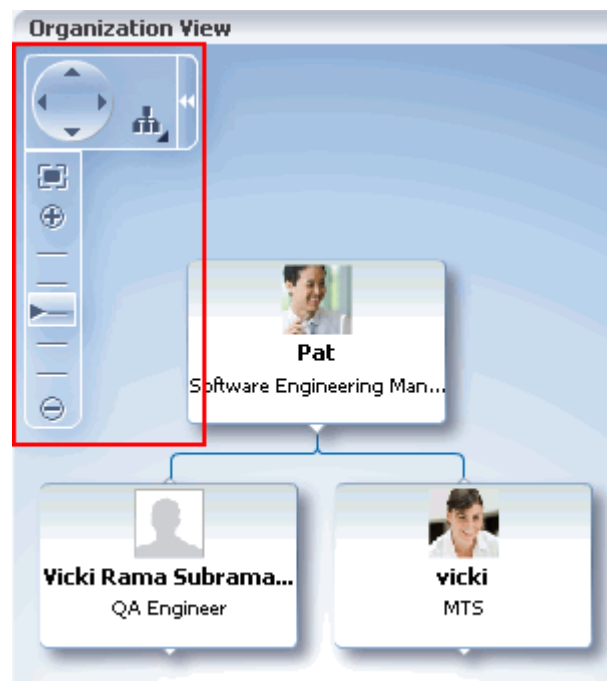 Organization View
Pat
Software Engineering Man...
Vicki Rama Subrama...
QA Engineer
vicki
MTS